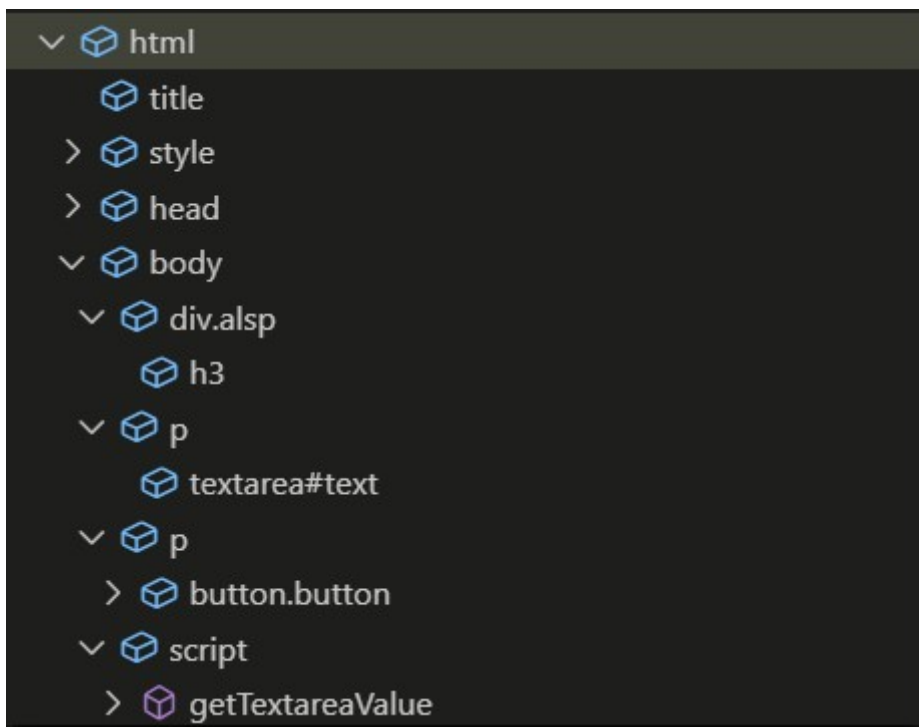 html
title
style
head
body
div.alsp
h3
p
textarea#text
p
button.button
script
getTextareaValue